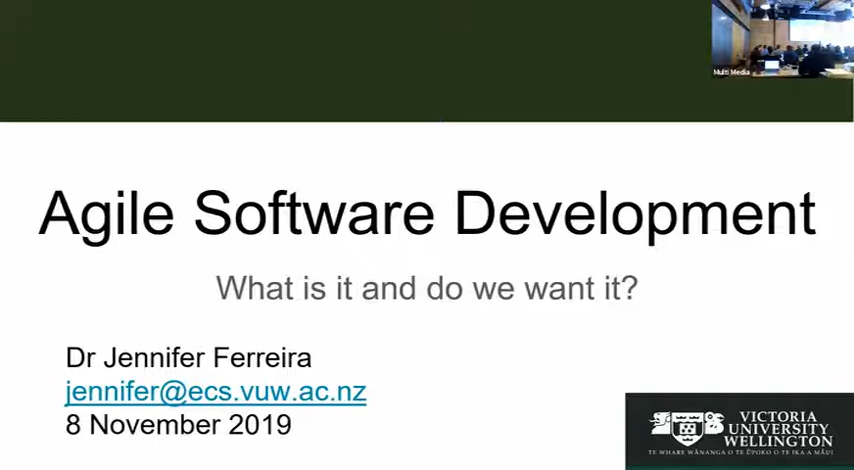 Multi Media
Agile Software Development
What is it and do we want it?
Dr Jennifer Ferreira
jennifer@ecs.vuw.ac.nz
8 November 2019
VICTORIA
UNIVERSITY
WELLINGTON
TE WHARE WĀNANGA O TE ŪPOKO O TE IKA A MĀUI